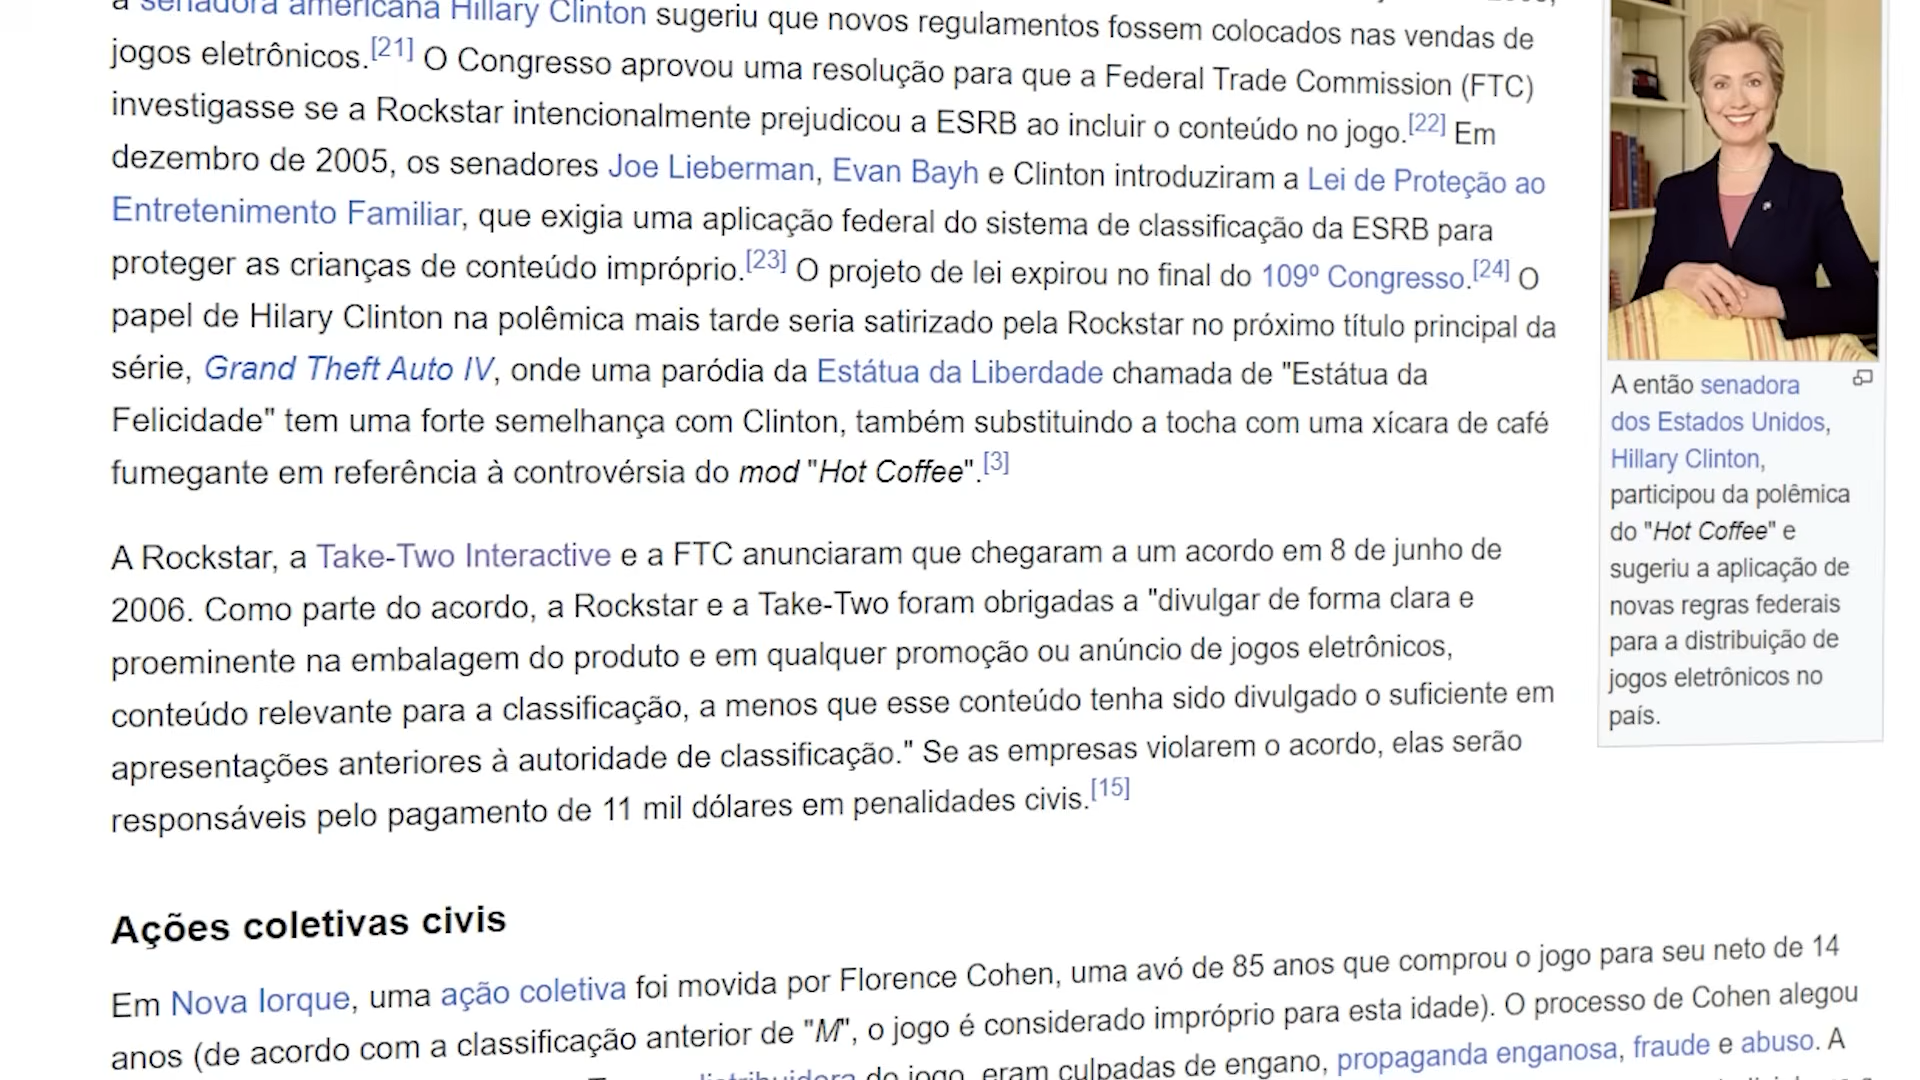 a senadora americana Hillary Clinton sugeriu que novos regulamentos fossem colocados nas vendas de
jogos eletrônicos.[21] O Congresso aprovou uma resolução para que a Federal Trade Commission (FTC)
investigasse se a Rockstar intencionalmente prejudicou a ESRB ao incluir o conteúdo no jogo.[22] Em
dezembro de 2005, os senadores Joe Lieberman, Evan Bayh e Clinton introduziram a Lei de Proteção ao
Entretenimento Familiar, que exigia uma aplicação federal do sistema de classificação da ESRB para
proteger as crianças de conteúdo impróprio.[23] O projeto de lei expirou no final do 109º Congresso.[24] O
papel de Hilary Clinton na polêmica mais tarde seria satirizado pela Rockstar no próximo título principal da
série, Grand Theft Auto IV, onde uma paródia da Estátua da Liberdade chamada de "Estátua da
Felicidade" tem uma forte semelhança com Clinton, também substituindo a tocha com uma xícara de café
fumegante em referência à controvérsia do mod "Hot Coffee".[3]
A Rockstar, a Take-Two Interactive e a FTC anunciaram que chegaram a um acordo em 8 de junho de
2006. Como parte do acordo, a Rockstar e a Take-Two foram obrigadas a "divulgar de forma clara e
proeminente na embalagem do produto e em qualquer promoção ou anúncio de jogos eletrônicos,
conteúdo relevante para a classificação, a menos que esse conteúdo tenha sido divulgado o suficiente em
apresentações anteriores à autoridade de classificação." Se as empresas violarem o acordo, elas serão
responsáveis pelo pagamento de 11 mil dólares em penalidades civis.[15]
A então senadora
dos Estados Unidos,
Hillary Clinton,
participou da polêmica
do "Hot Coffee" e
sugeriu a aplicação de
novas regras federais
para a distribuição de
jogos eletrônicos no
país.
Ações coletivas civis
Em Nova Iorque, uma ação coletiva foi movida por Florence Cohen, uma avó de 85 anos que comprou o jogo para seu neto de 14
anos (de acordo com a classificação anterior de "M", o jogo é considerado impróprio para esta idade). O processo de Cohen alegou
distribuidora do jogo, eram culpadas de engano, propaganda enganosa, fraude e abuso. A